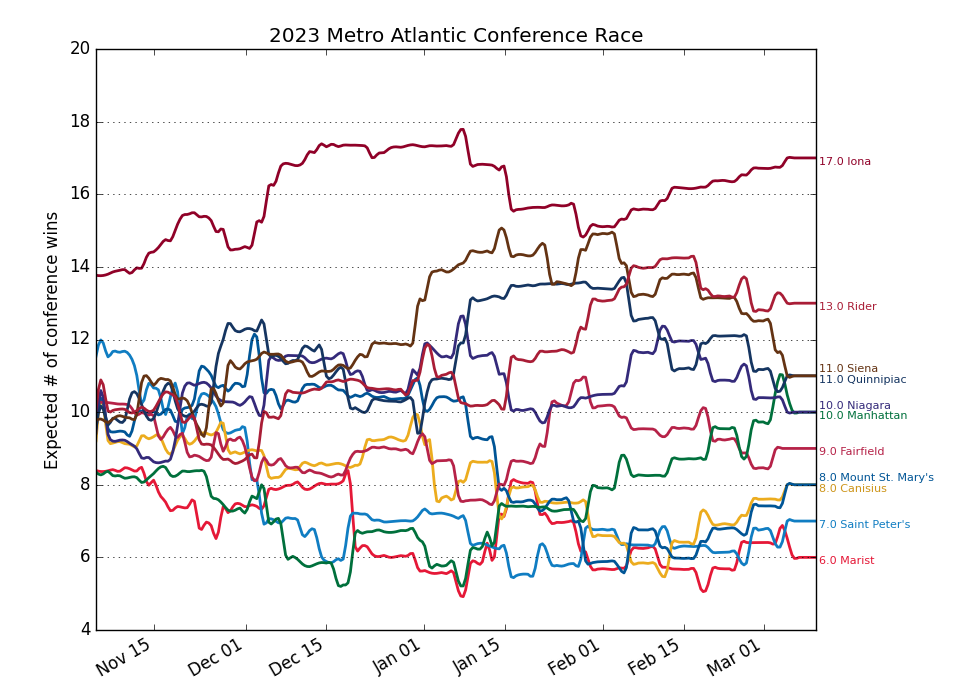 2023 Metro Atlantic Conference Race
Expected # of conference wins
20
18
16
14
12
10
8
6
4
Nov 15
Dec 01
Dec 15
Jan 01
Jan 15
Feb 01
Feb 15
Mar 01
17.0 Iona
13.0 Rider
11.0 Siena
11.0 Quinnipiac
10.0 Niagara
10.0 Manhattan
9.0 Fairfield
8.0 Mount St. Mary's
8.0 Canisius
7.0 Saint Peter's
6.0 Marist